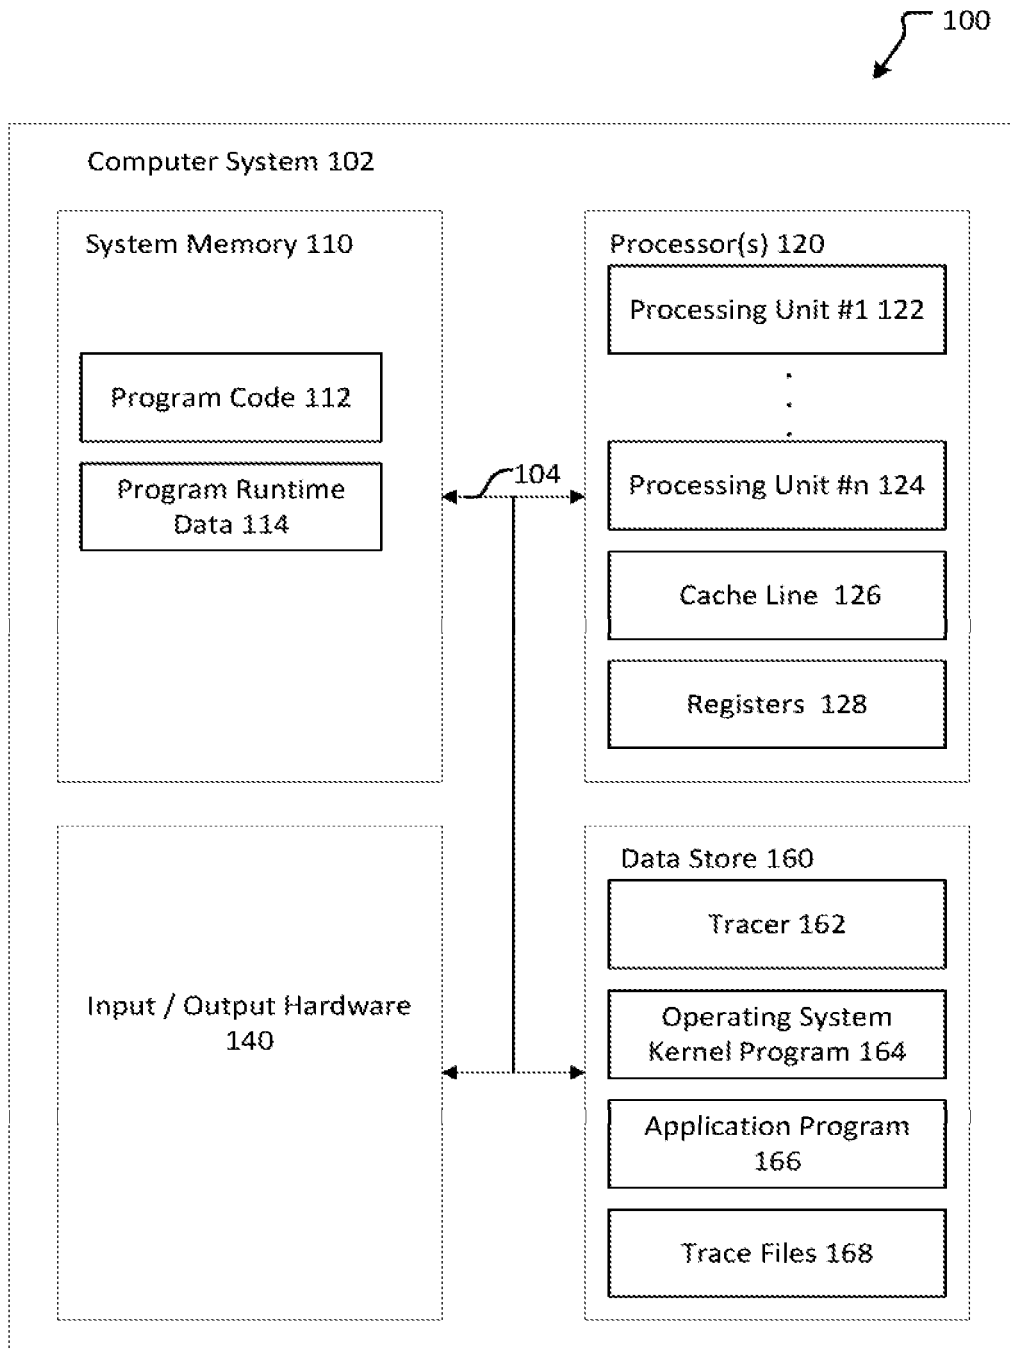 100
Computer System 102
System Memory 110
Program Code 112
Program Runtime
Data 114
104
Processor(s) 120
Processing Unit #1 122
Processing Unit #n 124
Cache Line 126
Registers 128
Input / Output Hardware
140
Data Store 160
Tracer 162
Operating System
Kernel Program 164
Application Program
166
Trace Files 168